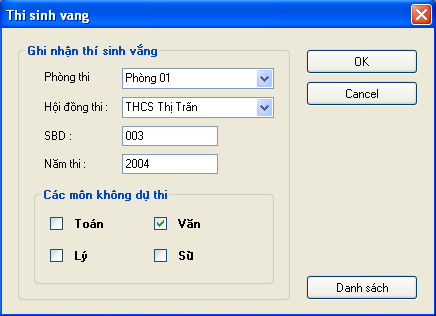 Thi sinh vang
Ghi nhận thí sinh vắng
Phòng thi Phòng 01
Hội đồng thi : THCS Thị Trấn
SBD : 003
Năm thi : 2004
Các môn không dự thi
Toán Văn
Lý Sử
OK
Cancel
Danh sách